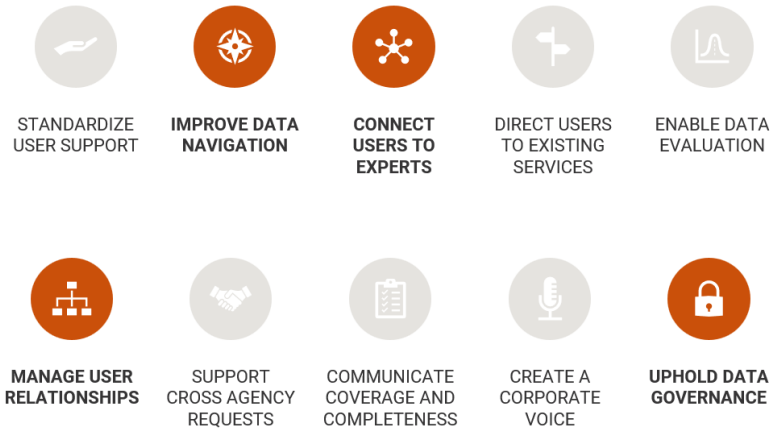 STANDARDIZE
USER SUPPORT
IMPROVE DATA
NAVIGATION
CONNECT
USERS TO
EXPERTS
DIRECT USERS
TO EXISTING
SERVICES
ENABLE DATA
EVALUATION
MANAGE USER
RELATIONSHIPS
SUPPORT
CROSS AGENCY
REQUESTS
COMMUNICATE
COVERAGE AND
COMPLETENESS
CREATE A
CORPORATE
VOICE
UPHOLD DATA
GOVERNANCE